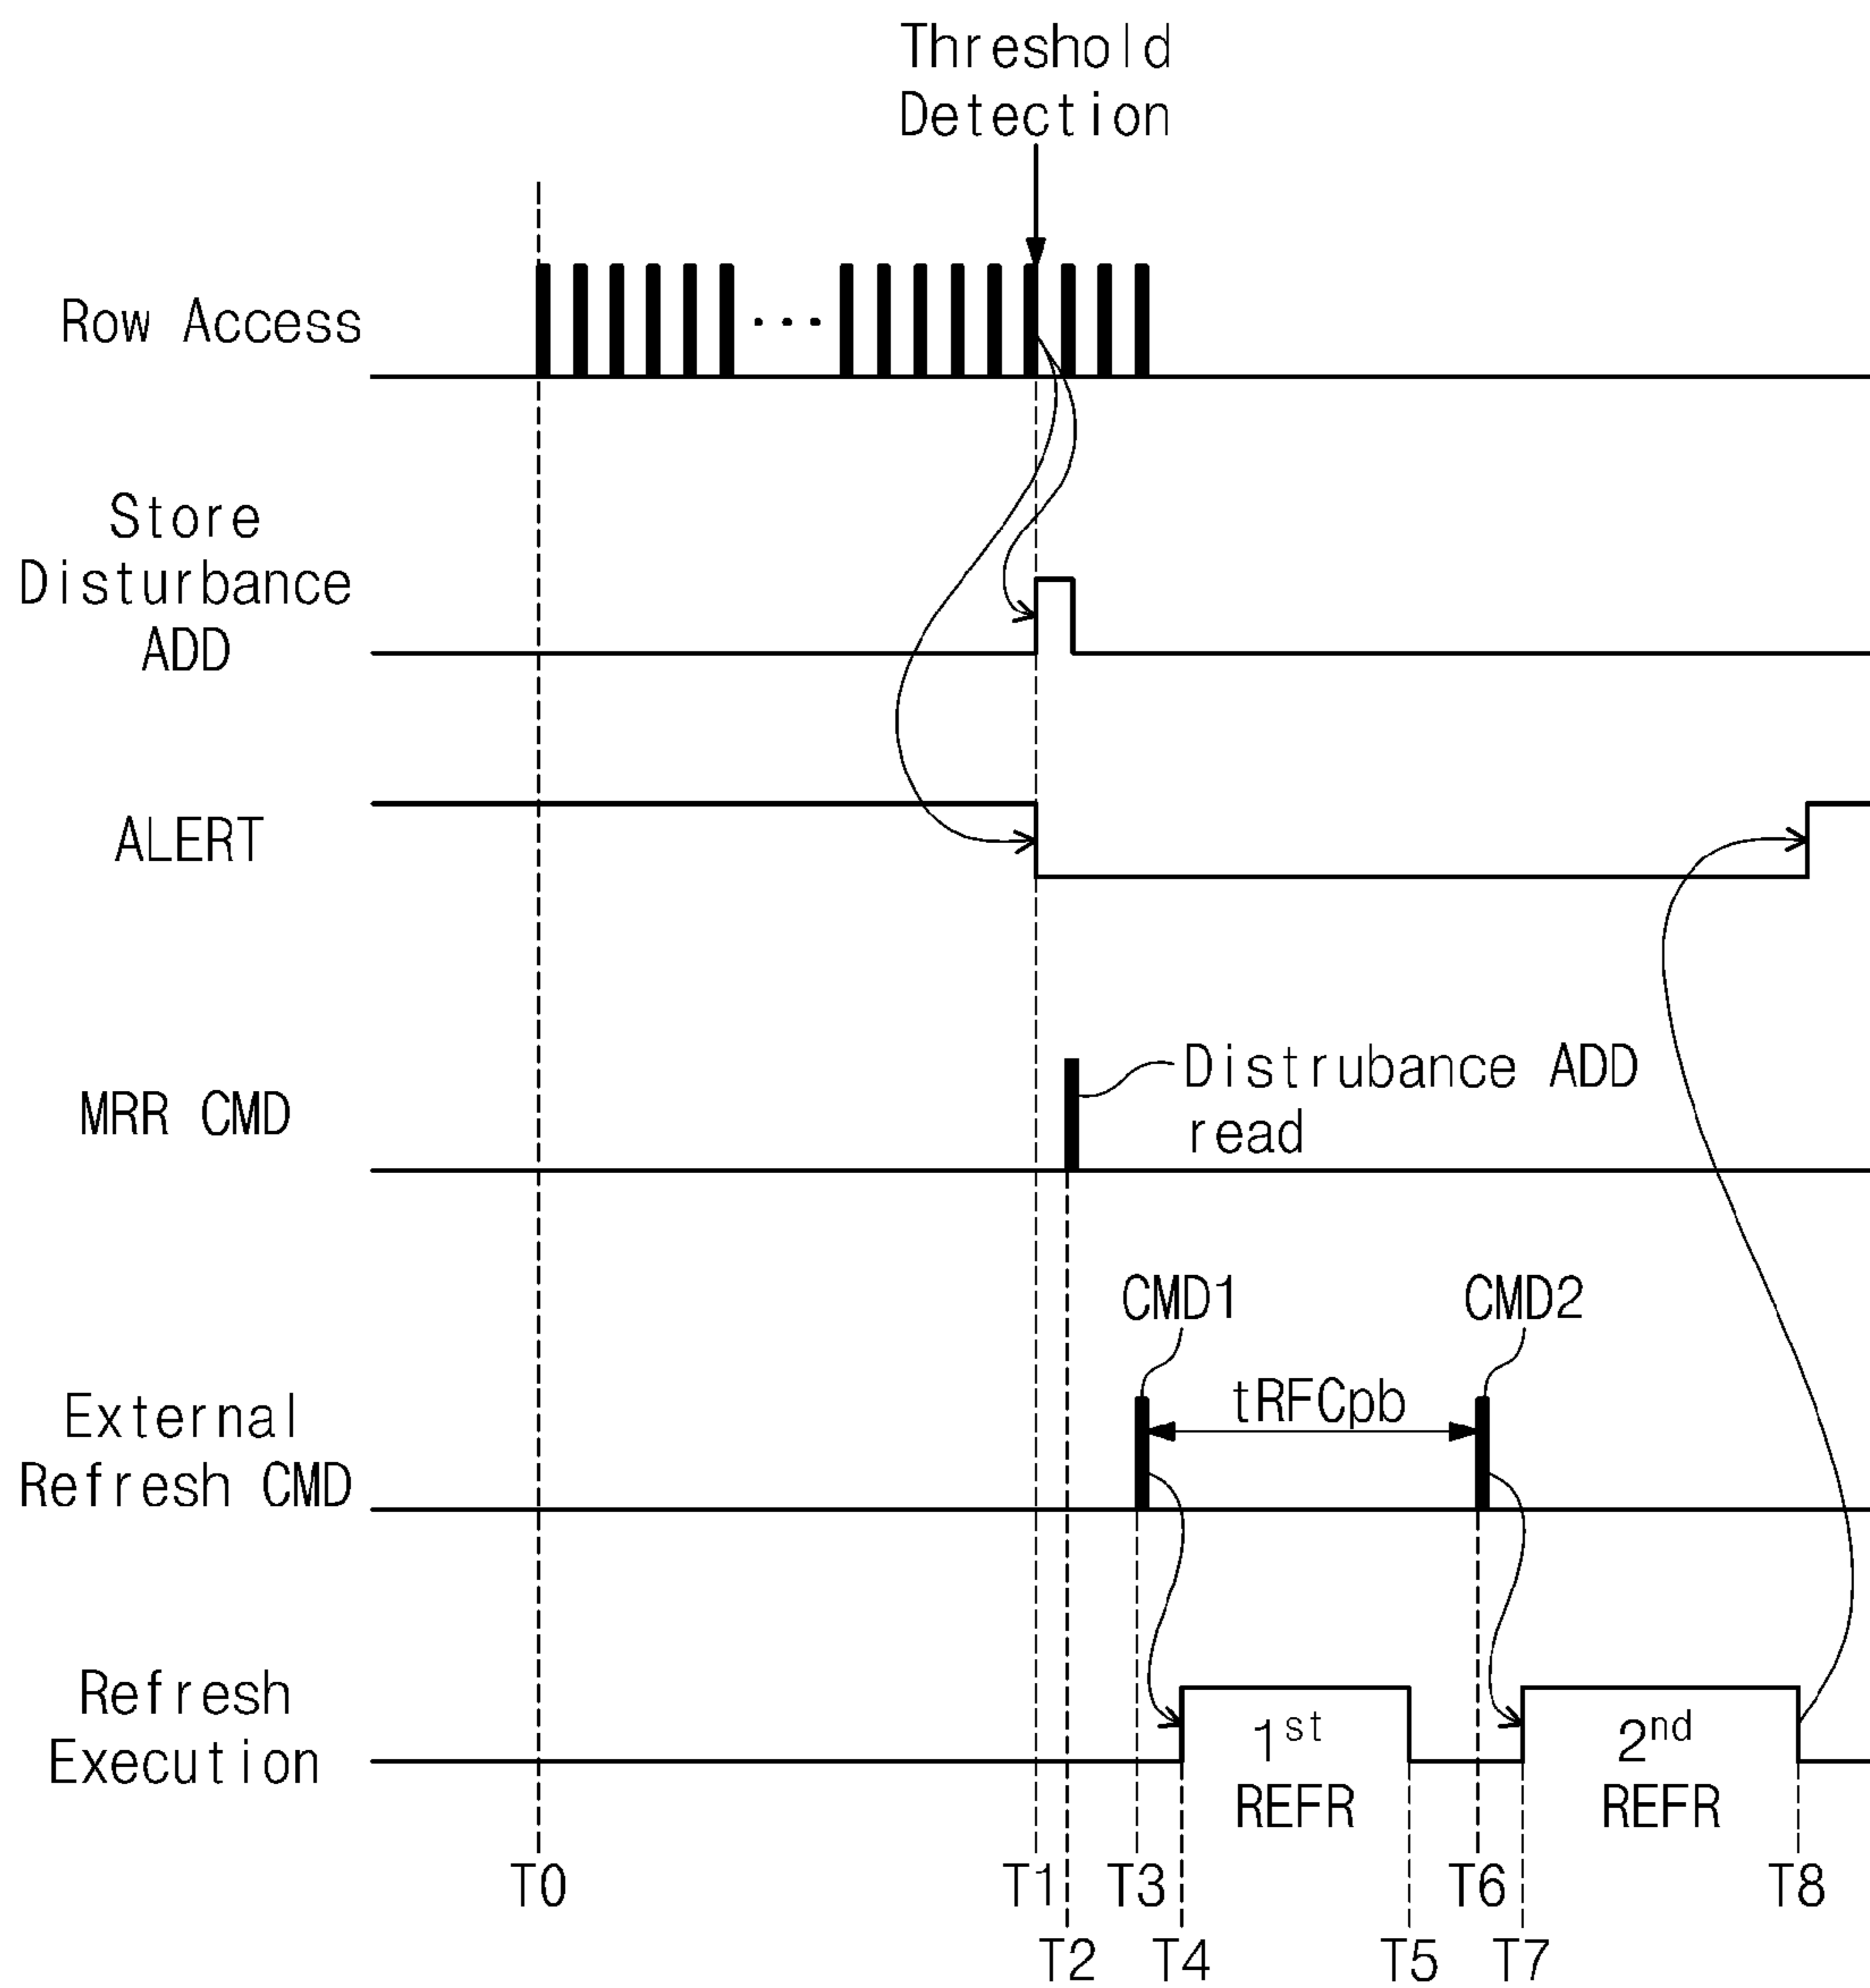 Threshold
Detection
Row Access
Store
Disturbance
ADD
ALERT
MRR CMD
Distrubance ADD
read
CMD1
CMD2
tRFCpb
External
Refresh CMD
Refresh
Execution
1st
REFR
2nd
REFR
T0
T1
T3
T6
T8
T2
T4
T5
T7